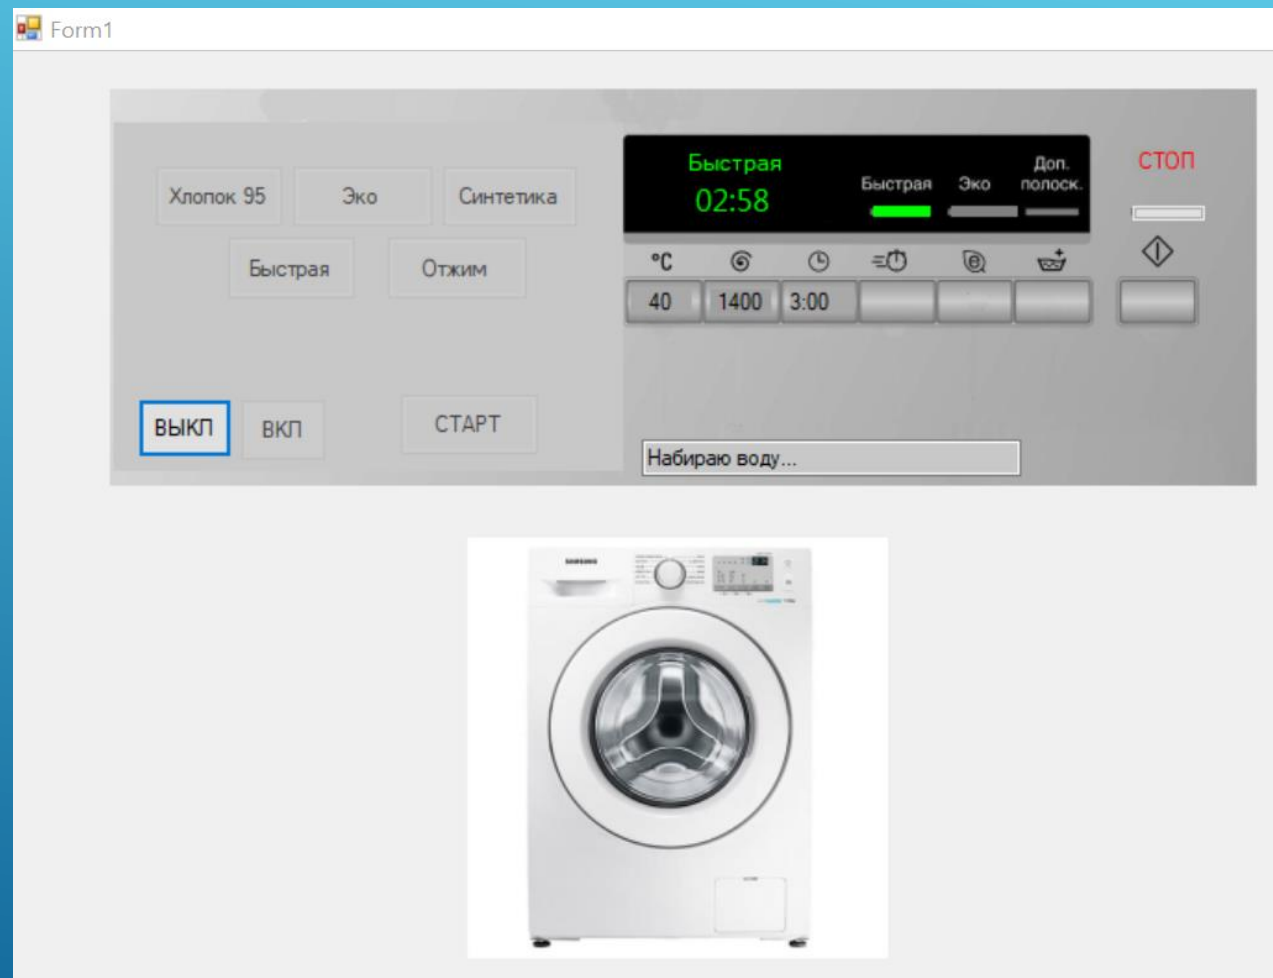 Form1
Хлопок 95 Эко Синтетика
Быстрая Отжим
ВЫКЛ ВКЛ СТАРТ
Быстрая
02:58
Быстрая Эко Доп. полоск.
СТОП
°C
40 1400 3:00
Набираю воду...
SAMSUNG